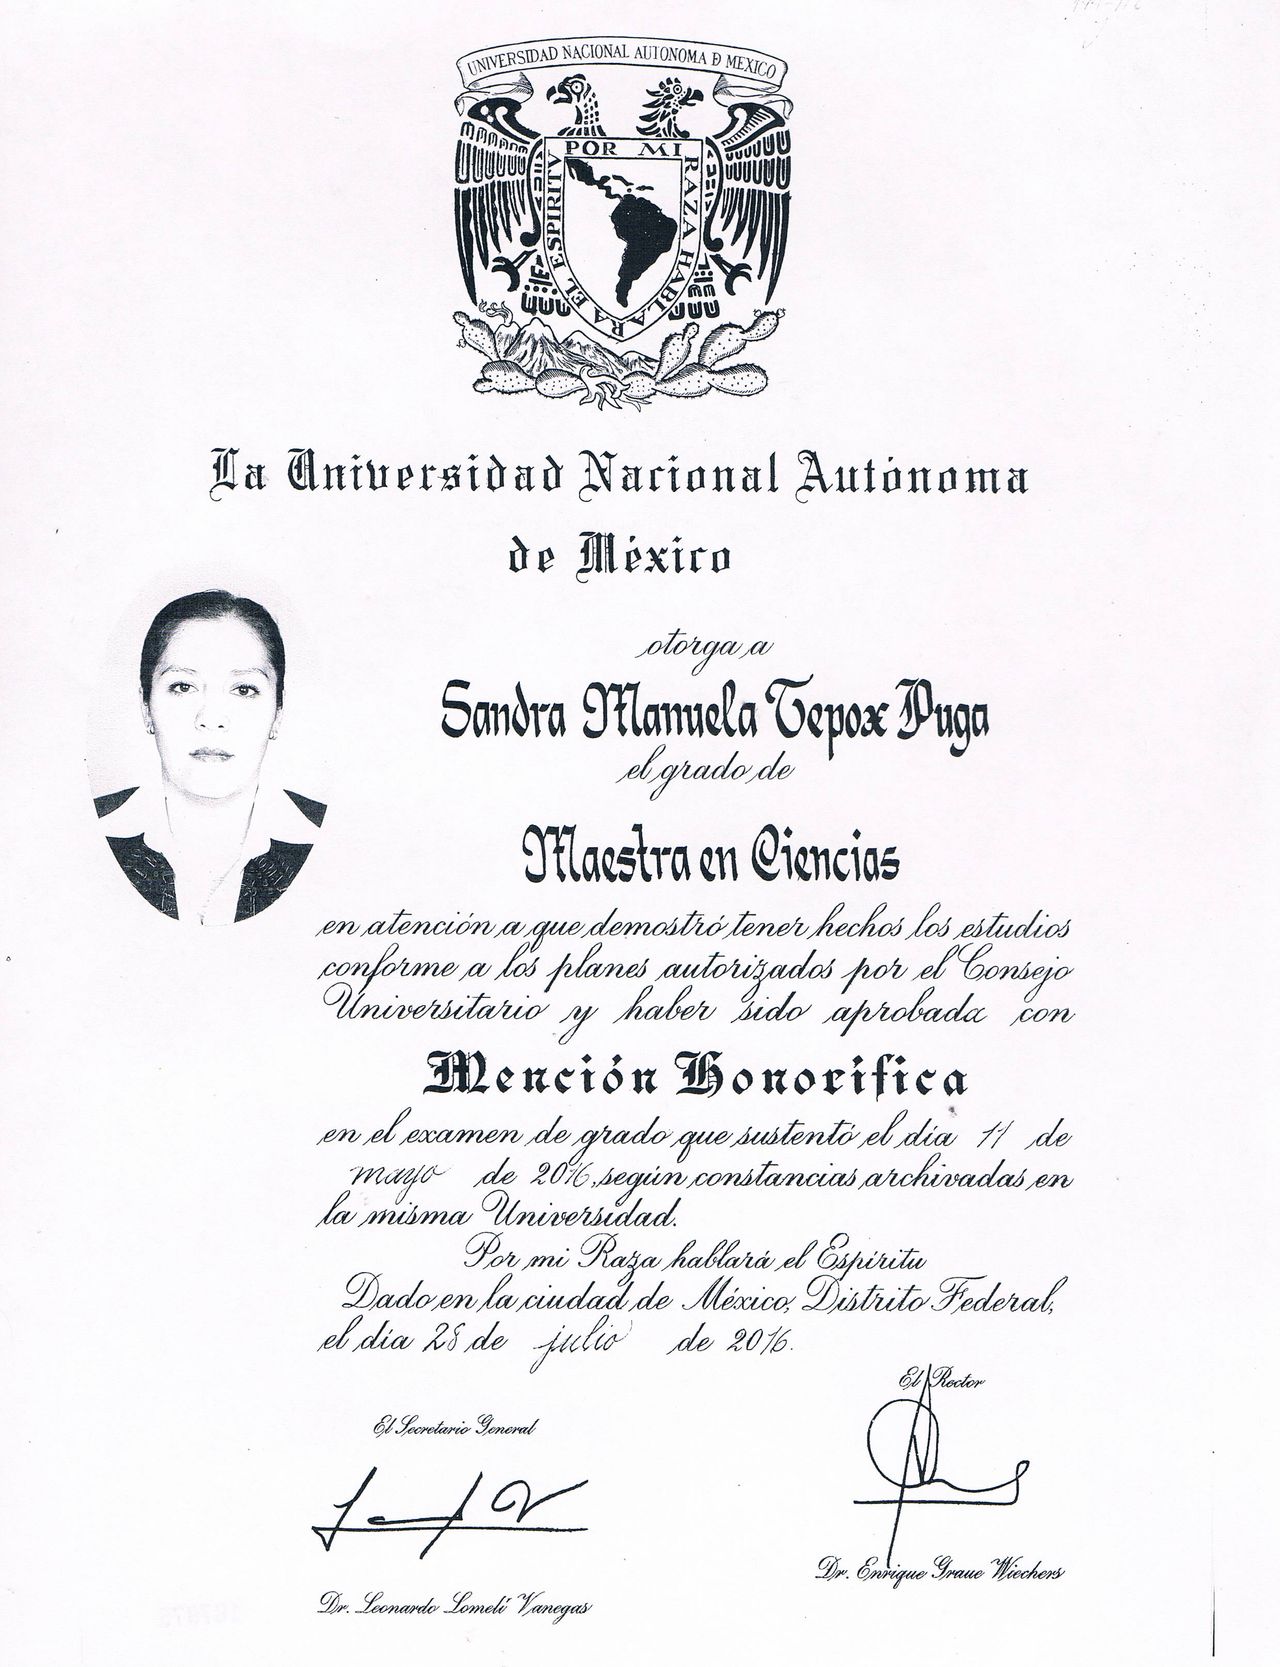 UNIVERSIDAD NACIONAL AUTONOMA D MEXICO
POR MI RAZA HABLARA EL ESPIRITV
La Universidad Nacional Autónoma
de México
otorga a
Sandra Manuela Tepox Puga
el grado de
Maestra en Ciencias
en atención a que demostró tener hechos los estudios
conforme a los planes autorizados por el Consejo
Universitario y haber sido aprobada con
Mención Honorífica
en el examen de grado que sustentó el día 11 de
mayo de 2016, según constancias archivadas en
la misma Universidad.
Por mi Raza hablará el Espíritu
Dado en la ciudad de México, Distrito Federal,
el día 28 de julio de 2016.
El Rector
El Secretario General
Dr. Enrique Graue Wiechers
Dr. Leonardo Lomelí Vanegas